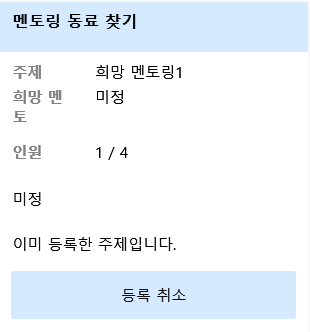 멘토링 동료 찾기
주제 희망 멘토링1
희망 멘 미정
토
인원 1 / 4
미정
이미 등록한 주제입니다.
등록 취소